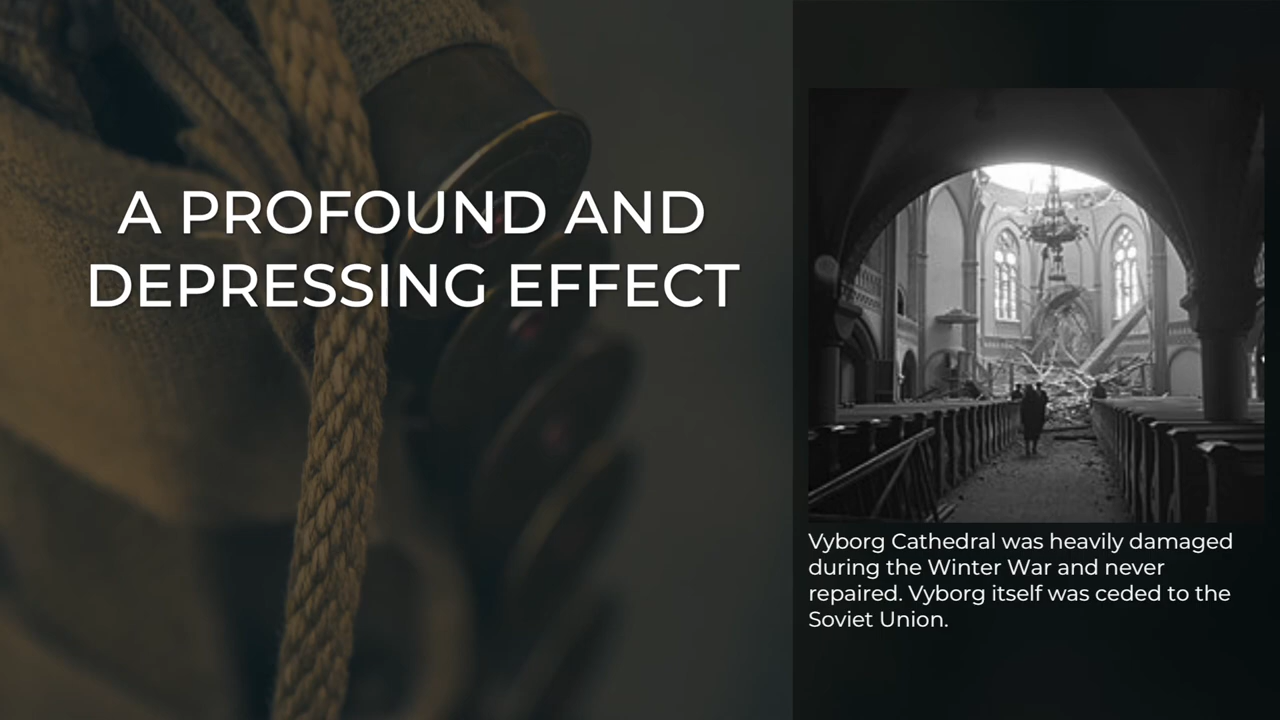 A PROFOUND AND
DEPRESSING EFFECT
Vyborg Cathedral was heavily damaged
during the Winter War and never
repaired. Vyborg itself was ceded to the
Soviet Union.